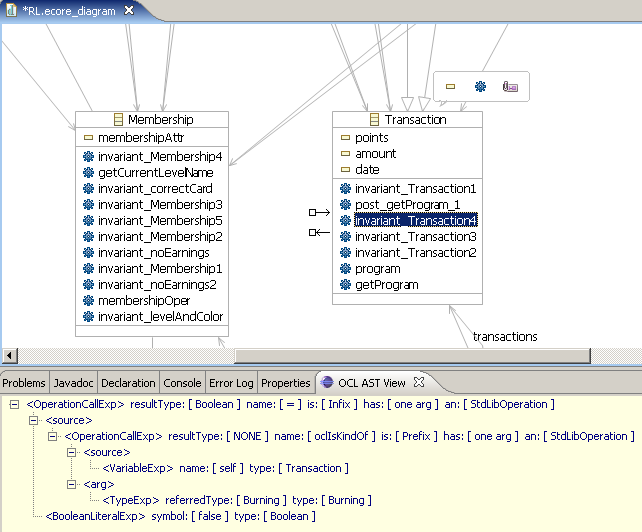 *RL.ecore_diagram
Membership
membershipAttr
invariant_Membership4
getCurrentLevelName
invariant_correctCard
invariant_Membership3
invariant_Membership5
invariant_Membership2
invariant_noEarnings
invariant_Membership1
invariant_noEarnings2
membershipOper
invariant_levelAndColor
Transaction
points
amount
date
invariant_Transaction1
post_getProgram_1
invariant_Transaction4
invariant_Transaction3
invariant_Transaction2
program
getProgram
transactions
Problems Javadoc Declaration Console Error Log Properties OCL AST View
<OperationCallExp> resultType: [ Boolean ] name: [ = ] is: [ Infix ] has: [ one arg ] an: [ StdLibOperation ]
<source>
<OperationCallExp> resultType: [ NONE ] name: [ oclIsKindOf ] is: [ Prefix ] has: [ one arg ] an: [ StdLibOperation ]
<source>
<VariableExp> name: [ self ] type: [ Transaction ]
<arg>
<TypeExp> referredType: [ Burning ] type: [ Burning ]
<BooleanLiteralExp> symbol: [ false ] type: [ Boolean ]